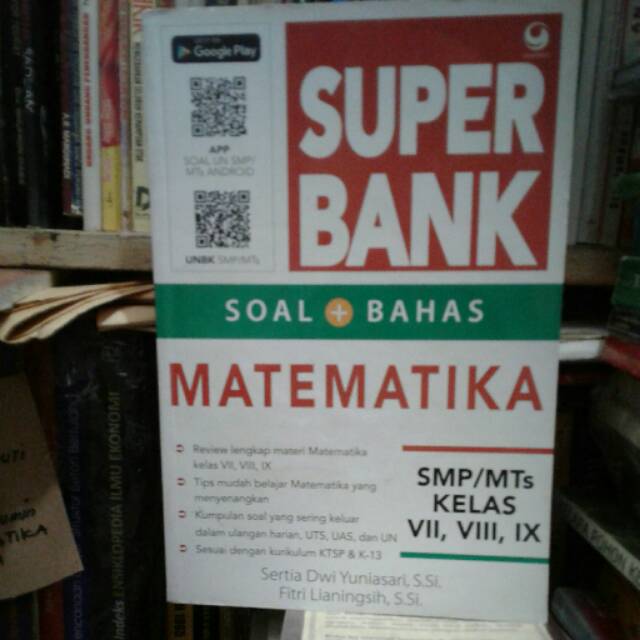 Google Play
APP
SOAL UN SMP/
MTs ANDROID
UNBK SMP/MTs
SUPER
BANK
SOAL + BAHAS
MATEMATIKA
Review lengkap materi Matematika
kelas VII, VIII, IX
Tips mudah belajar Matematika yang
menyenangkan
Kumpulan soal yang sering keluar
dalam ulangan harian, UTS, UAS, dan UN
Sesuai dengan kurikulum KTSP & K-13
SMP/MTs
KELAS
VII, VIII, IX
Sertia Dwi Yuniasari, S.Si.
Fitri Lianingsih, S.Si.
ENSIKLOPEDIA ILMU EKONOMI